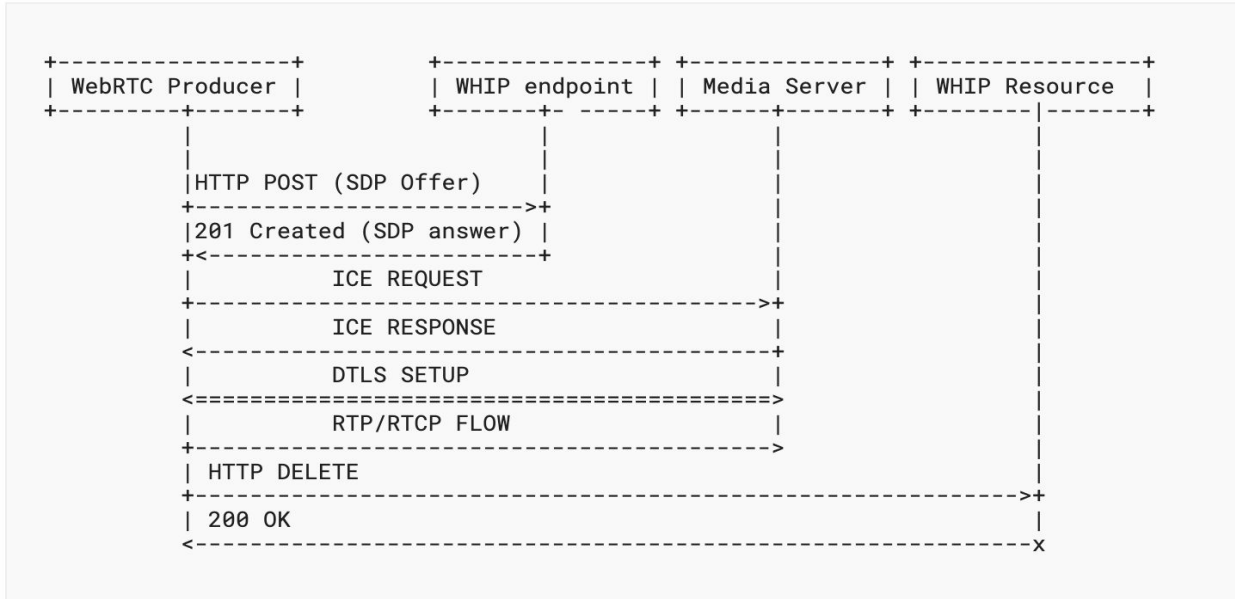 WebRTC Producer WHIP endpoint Media Server WHIP Resource
HTTP POST (SDP Offer)
201 Created (SDP answer)
ICE REQUEST
ICE RESPONSE
DTLS SETUP
RTP/RTCP FLOW
HTTP DELETE
200 OK
x